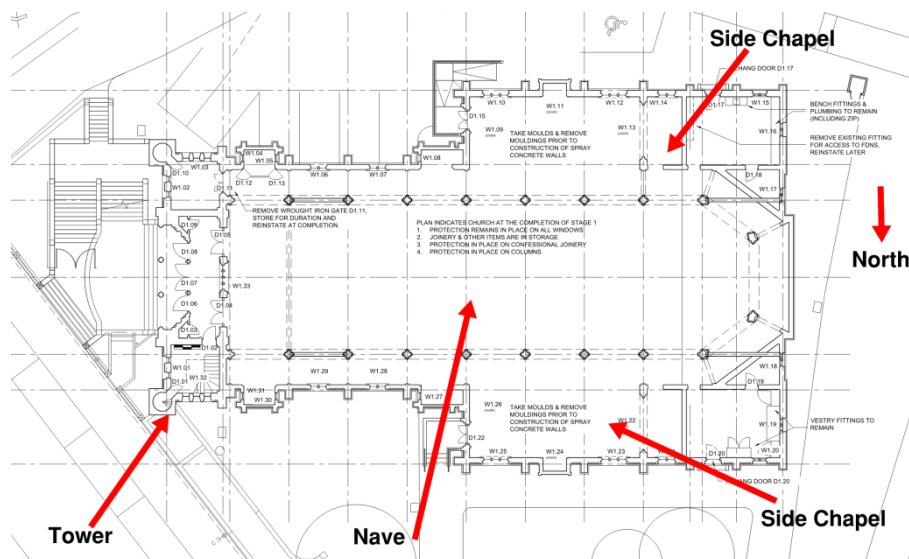 Side Chapel
CHANG DOOR D1.17
W1.10
W1.11
W1.12
W1.14
D1.17
W1.15
BENCH FITTINGS &
PLUMBING TO REMAIN
(INCLUDING ZIP)
D1.15
W1.09
TAKE MOULDS & REMOVE
MOULDINGS PRIOR TO
CONSTRUCTION OF SPRAY
CONCRETE WALLS
W1.13
W1.16
REMOVE EXISTING FITTING
FOR ACCESS TO FDNS,
REINSTATE LATER
W1.03
W1.04
W1.05
W1.08
D1.10
W1.02
D1.11
D1.12
D1.13
W1.06
W1.07
D1.18
W1.17
REMOVE WROUGHT IRON GATE D1.11,
STORE FOR DURATION AND
REINSTATE AT COMPLETION
PLAN INDICATES CHURCH AT THE COMPLETION OF STAGE 1
1. PROTECTION REMAINS IN PLACE ON ALL WINDOWS
2. JOINERY & OTHER ITEMS ARE IN STORAGE
3. PROTECTION IN PLACE ON CONFESSIONAL JOINERY
4. PROTECTION IN PLACE ON COLUMNS
D1.09
D1.05
D1.08
North
D1.07
W1.33
D1.06
D1.04
D1.03
D1.02
W1.01
W1.32
D1.01
W1.31
W1.30
W1.29
W1.28
W1.27
W1.18
D1.19
W1.26
TAKE MOULDS & REMOVE
MOULDINGS PRIOR TO
CONSTRUCTION OF SPRAY
CONCRETE WALLS
W1.22
W1.19
VESTRY FITTINGS TO
REMAIN
D1.22
W1.25
W1.24
W1.23
D1.20
W1.20
CHANG DOOR D1.20
Side Chapel
Tower
Nave